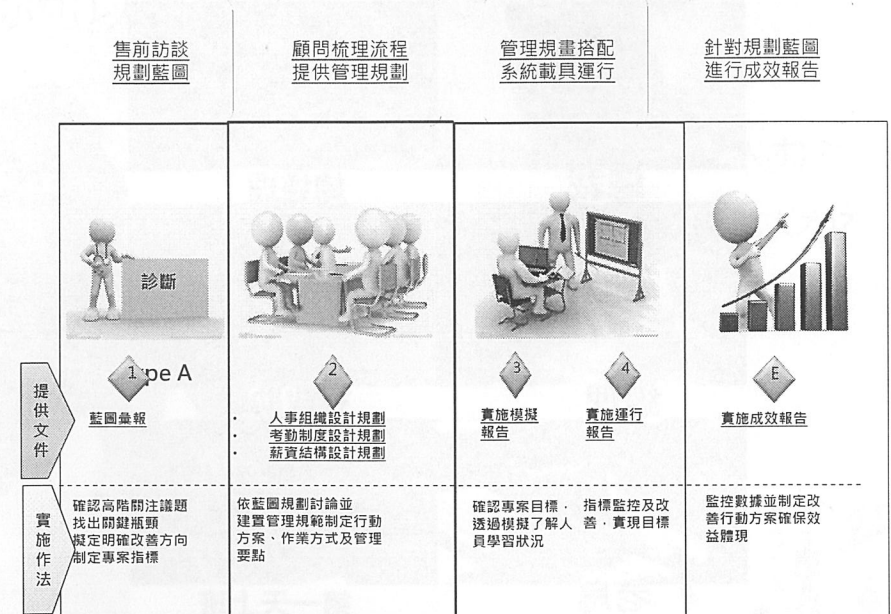 售前訪談
規劃藍圖
顧問梳理流程
提供管理規劃
管理規畫搭配
系統載具運行
針對規劃藍圖
進行成效報告
診斷
提供文件
1 pe A
藍圖彙報
2
· 人事組織設計規劃
· 考勤制度設計規劃
· 薪資結構設計規劃
3
實施模擬
報告
4
實施運行
報告
E
實施成效報告
實施作法
確認高階關注議題
找出關鍵瓶頸
擬定明確改善方向
制定專案指標
依藍圖規劃討論並
建置管理規範制定行動
方案、作業方式及管理
要點
確認專案目標，
透過模擬了解人
員學習狀況
指標監控及改
善，實現目標
監控數據並制定改
善行動方案確保效
益體現